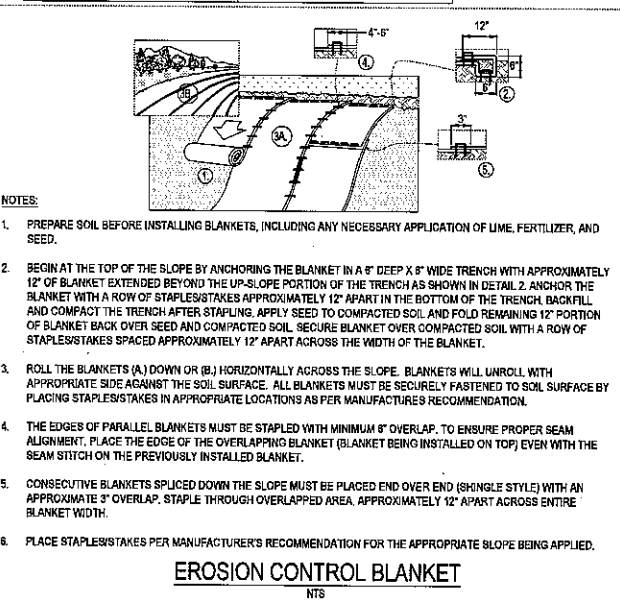 4"-6"
12"
4.
6"
3B.
6"
2.
3A.
3"
1.
5.
NOTES:
1. PREPARE SOIL BEFORE INSTALLING BLANKETS, INCLUDING ANY NECESSARY APPLICATION OF LIME, FERTILIZER, AND
SEED.
2. BEGIN AT THE TOP OF THE SLOPE BY ANCHORING THE BLANKET IN A 6" DEEP X 6" WIDE TRENCH WITH APPROXIMATELY
12" OF BLANKET EXTENDED BEYOND THE UP-SLOPE PORTION OF THE TRENCH AS SHOWN IN DETAIL 2. ANCHOR THE
BLANKET WITH A ROW OF STAPLES/STAKES APPROXIMATELY 12" APART IN THE BOTTOM OF THE TRENCH. BACKFILL
AND COMPACT THE TRENCH AFTER STAPLING. APPLY SEED TO COMPACTED SOIL AND FOLD REMAINING 12" PORTION
OF BLANKET BACK OVER SEED AND COMPACTED SOIL. SECURE BLANKET OVER COMPACTED SOIL WITH A ROW OF
STAPLES/STAKES SPACED APPROXIMATELY 12" APART ACROSS THE WIDTH OF THE BLANKET.
3. ROLL THE BLANKETS (A.) DOWN OR (B.) HORIZONTALLY ACROSS THE SLOPE. BLANKETS WILL UNROLL WITH
APPROPRIATE SIDE AGAINST THE SOIL SURFACE. ALL BLANKETS MUST BE SECURELY FASTENED TO SOIL SURFACE BY
PLACING STAPLES/STAKES IN APPROPRIATE LOCATIONS AS PER MANUFACTURES RECOMMENDATION.
4. THE EDGES OF PARALLEL BLANKETS MUST BE STAPLED WITH MINIMUM 6" OVERLAP. TO ENSURE PROPER SEAM
ALIGNMENT, PLACE THE EDGE OF THE OVERLAPPING BLANKET (BLANKET BEING INSTALLED ON TOP) EVEN WITH THE
SEAM STITCH ON THE PREVIOUSLY INSTALLED BLANKET.
5. CONSECUTIVE BLANKETS SPLICED DOWN THE SLOPE MUST BE PLACED END OVER END (SHINGLE STYLE) WITH AN
APPROXIMATE 3" OVERLAP. STAPLE THROUGH OVERLAPPED AREA, APPROXIMATELY 12" APART ACROSS ENTIRE
BLANKET WIDTH.
6. PLACE STAPLES/STAKES PER MANUFACTURER'S RECOMMENDATION FOR THE APPROPRIATE SLOPE BEING APPLIED.
EROSION CONTROL BLANKET
NTS